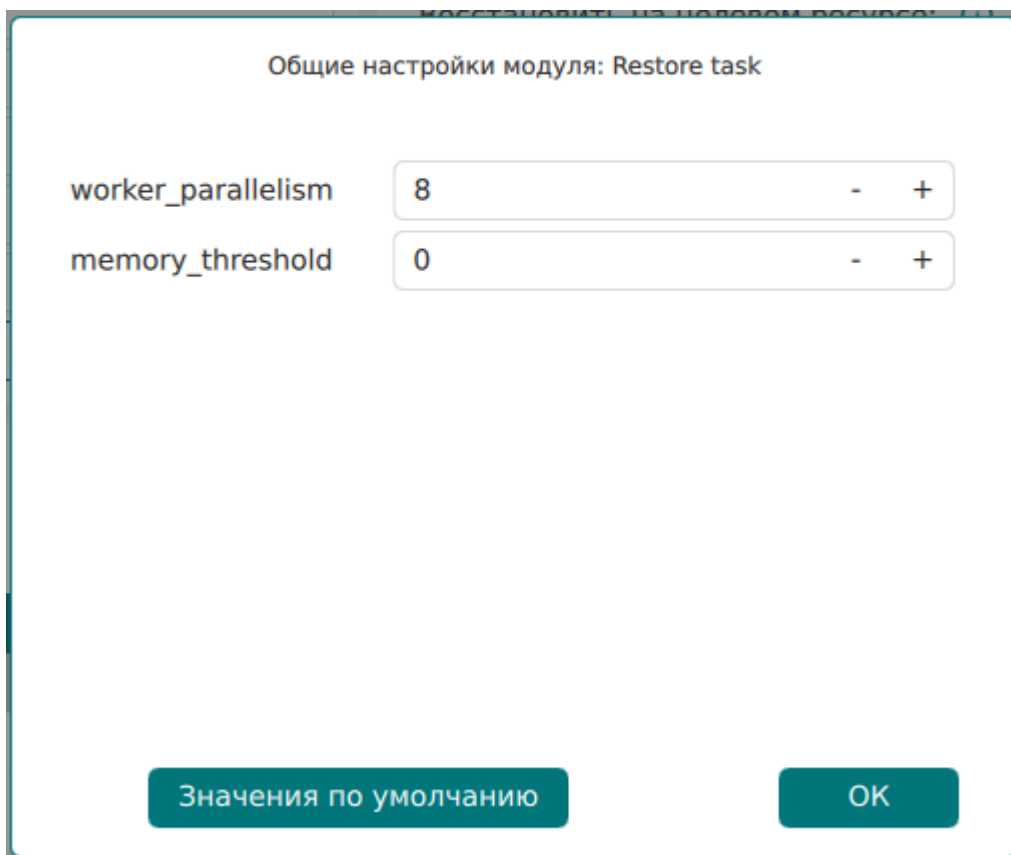 Общие настройки модуля: Restore task
worker_parallelism 8 - +
memory_threshold 0 - +
Значения по умолчанию OK